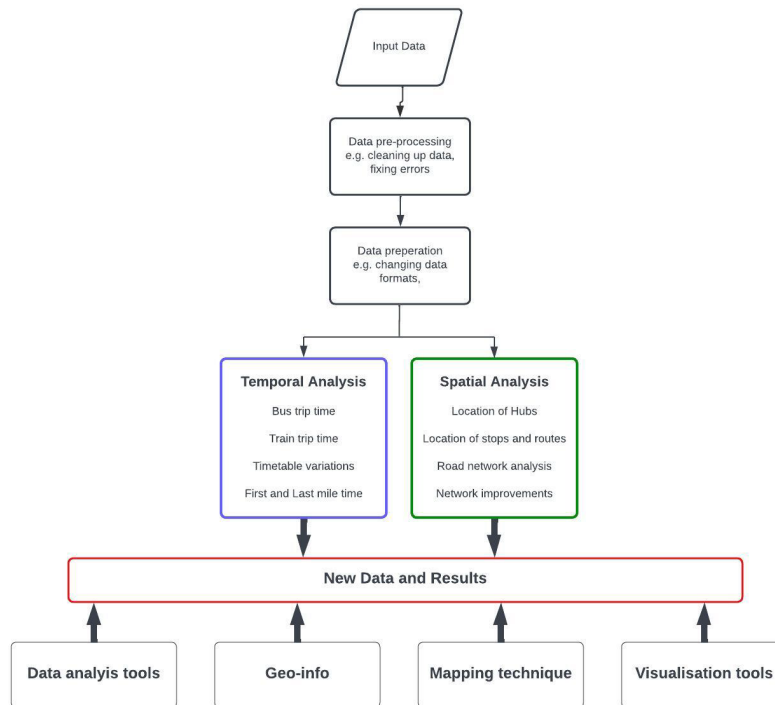 Input Data
Data pre-processing
e.g. cleaning up data,
fixing errors
Data preperation
e.g. changing data
formats,
Temporal Analysis
Bus trip time
Train trip time
Timetable variations
First and Last mile time
Spatial Analysis
Location of Hubs
Location of stops and routes
Road network analysis
Network improvements
New Data and Results
Data analyis tools
Geo-info
Mapping technique
Visualisation tools